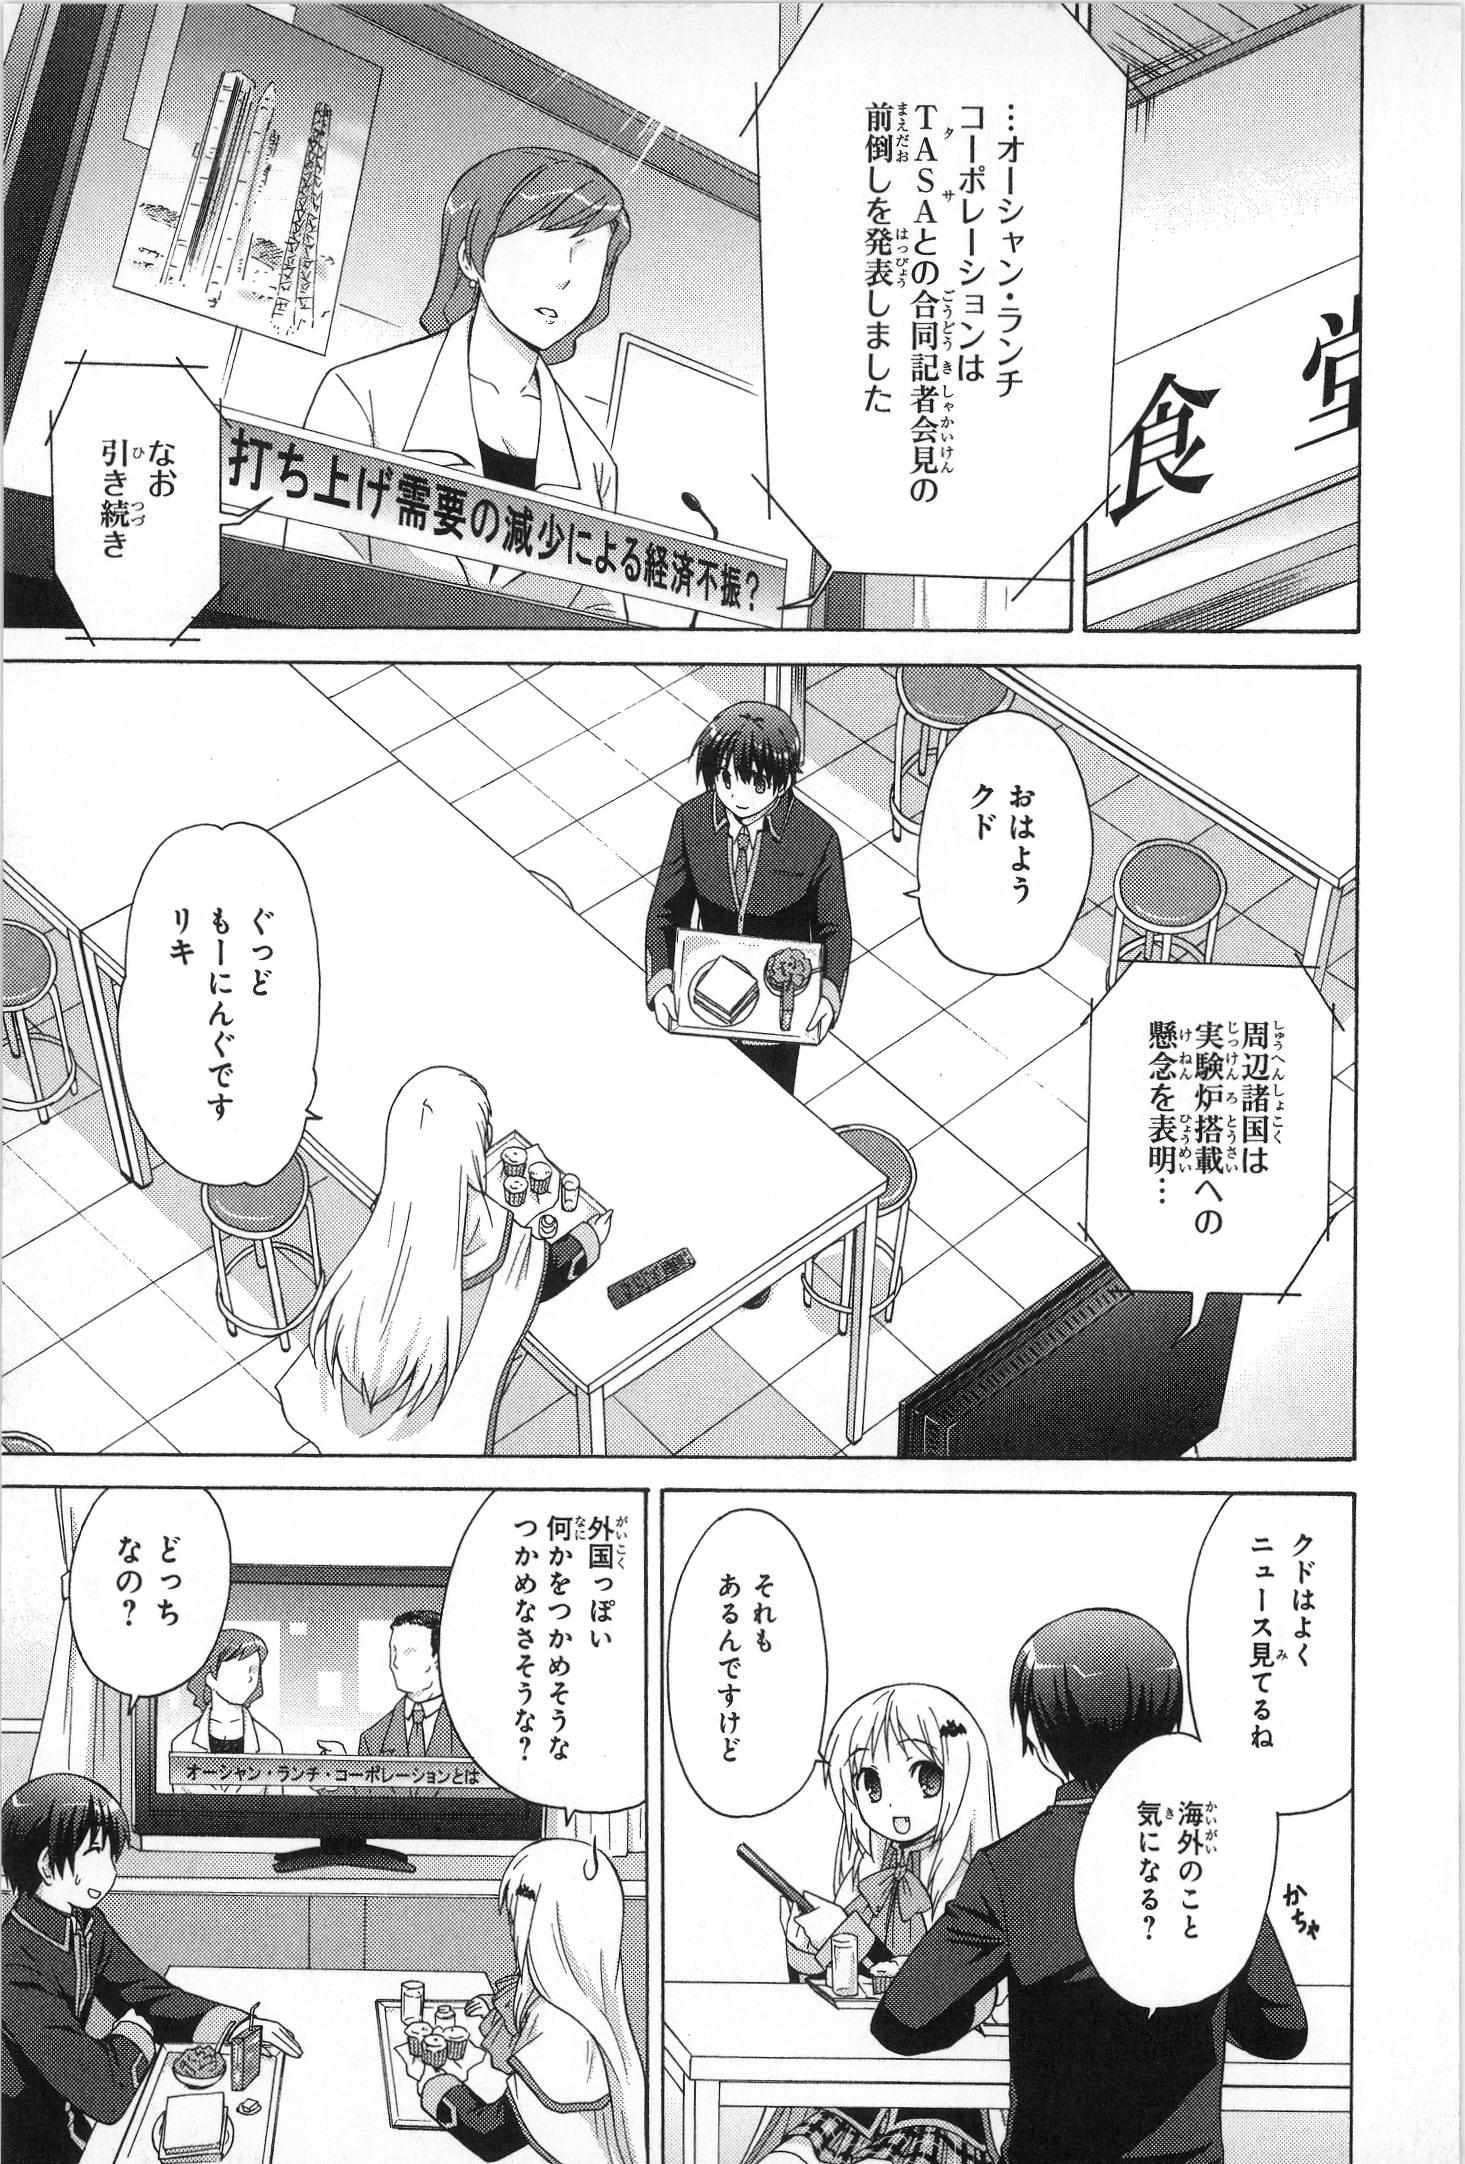 食堂
…オーシャン・ランチ
コーポレーションは
TASAとの合同記者会見の
前倒しを発表しました
打ち上げ需要の減少による経済不振?
なお
引き続き
おはよう
クド
周辺諸国は
実験炉搭載への
懸念を表明…
ぐっど
もーにんぐです
リキ
クドはよく
ニュース見てるね
海外のこと
気になる?
かちゃ
それも
あるんですけど
外国っぽい
何かをつかめそうな
つかめなさそうな?
オーシャン・ランチ・コーポレーションとは
どっち
なの?